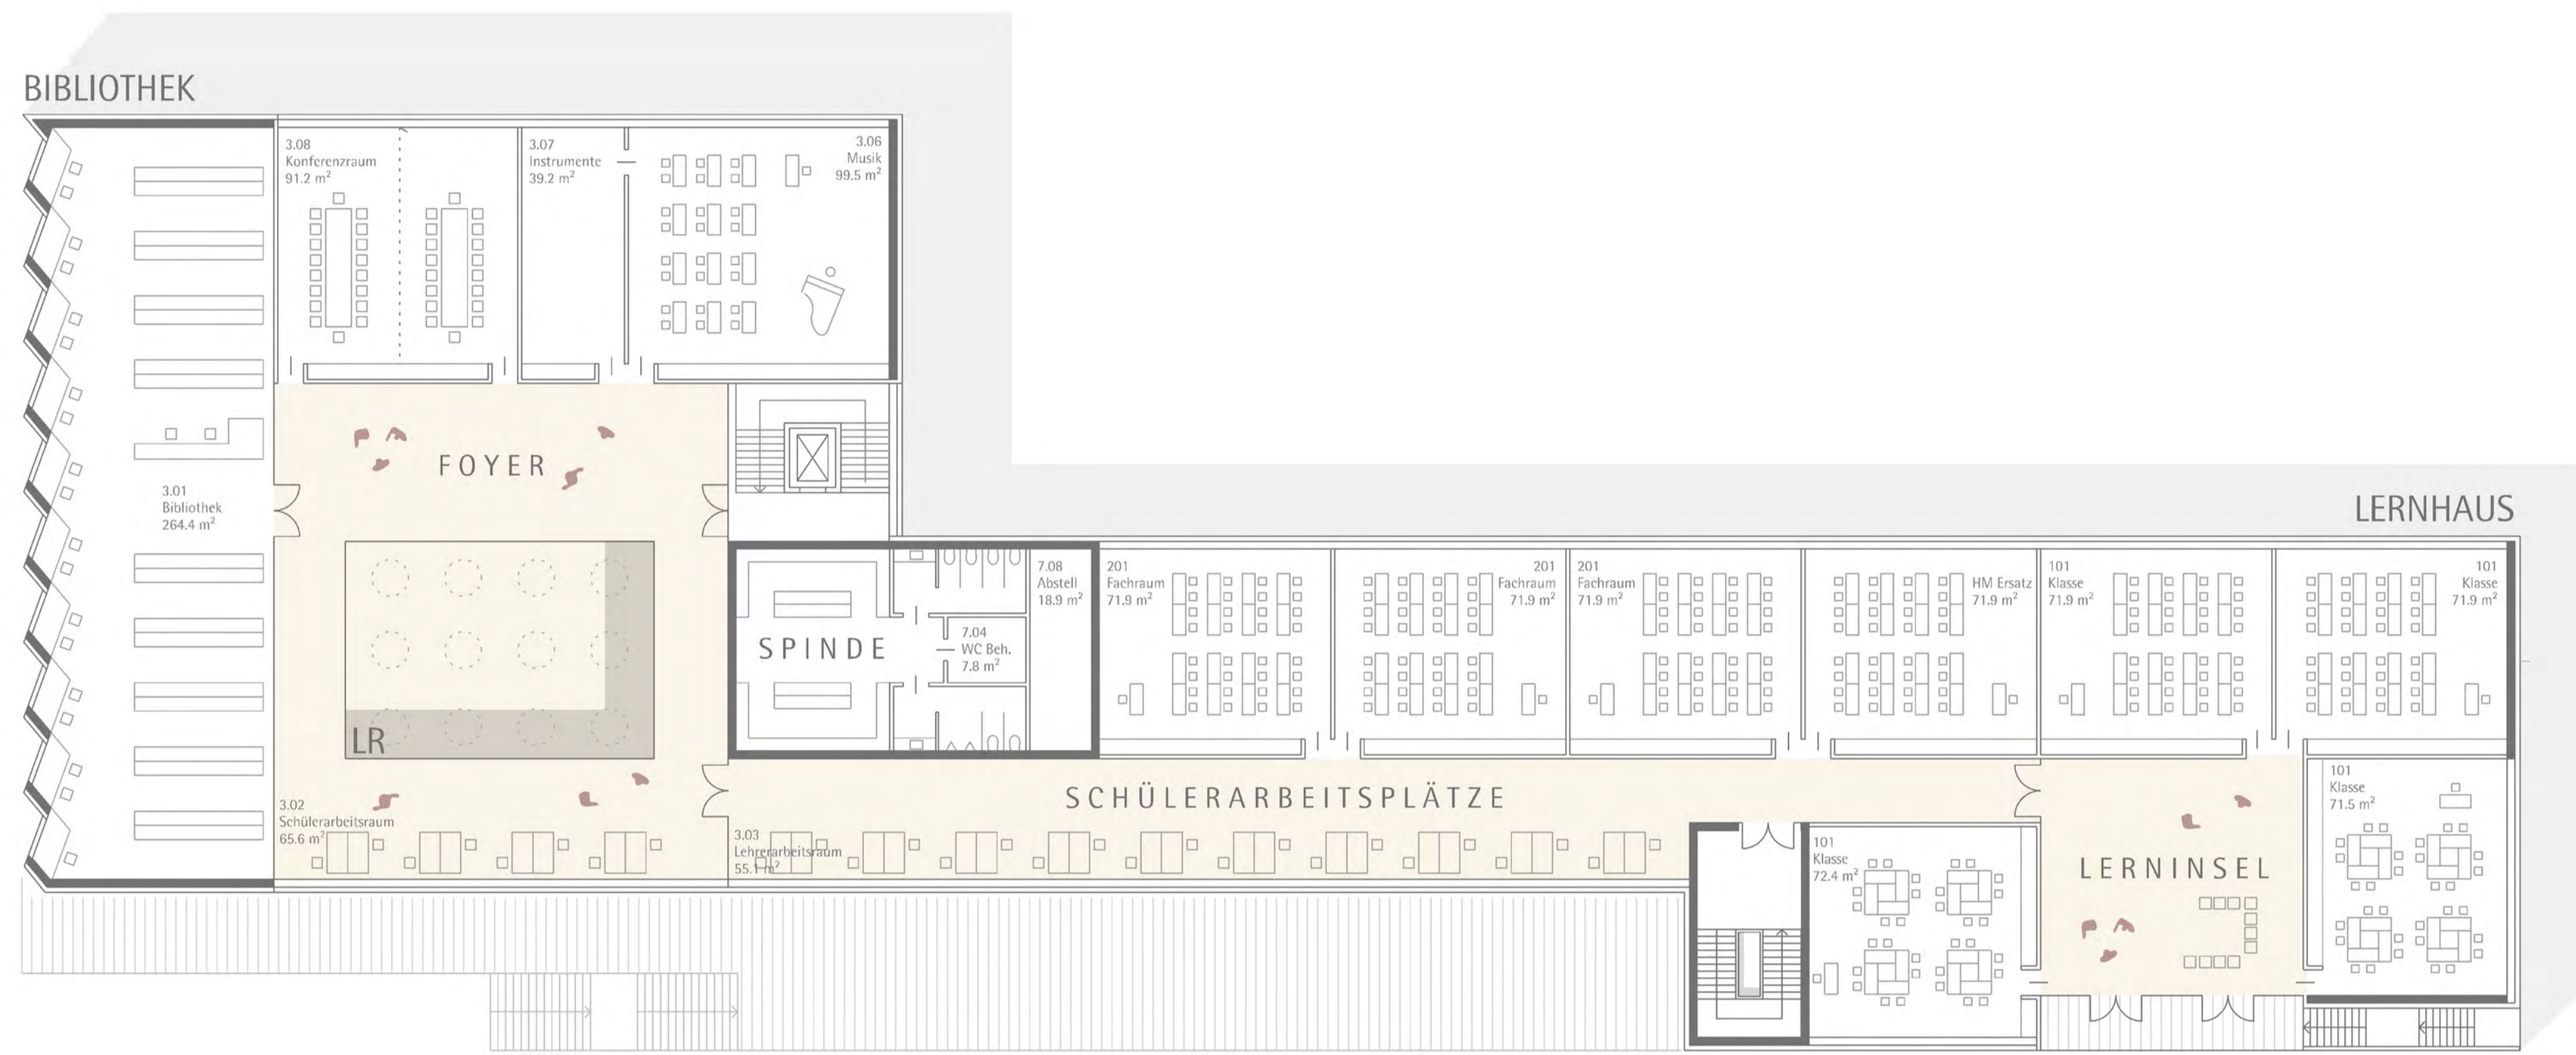 BIBLIOTHEK
3.08
Konferenzraum
91.2 m²
3.07
Instrumente
39.2 m²
3.06
Musik
99.5 m²
FOYER
3.01
Bibliothek
264.4 m²
LERNHAUS
LR
SPINDE
7.04
WC Beh.
7.8 m²
7.08
Abstell
18.9 m²
201
Fachraum
71.9 m²
201
Fachraum
71.9 m²
201
Fachraum
71.9 m²
HM Ersatz
71.9 m²
101
Klasse
71.9 m²
101
Klasse
71.9 m²
3.02
Schülerarbeitsraum
65.6 m²
SCHÜLERARBEITSPLÄTZE
3.03
Lehrerarbeitsraum
55.1 m²
101
Klasse
72.4 m²
LERNINSEL
101
Klasse
71.5 m²